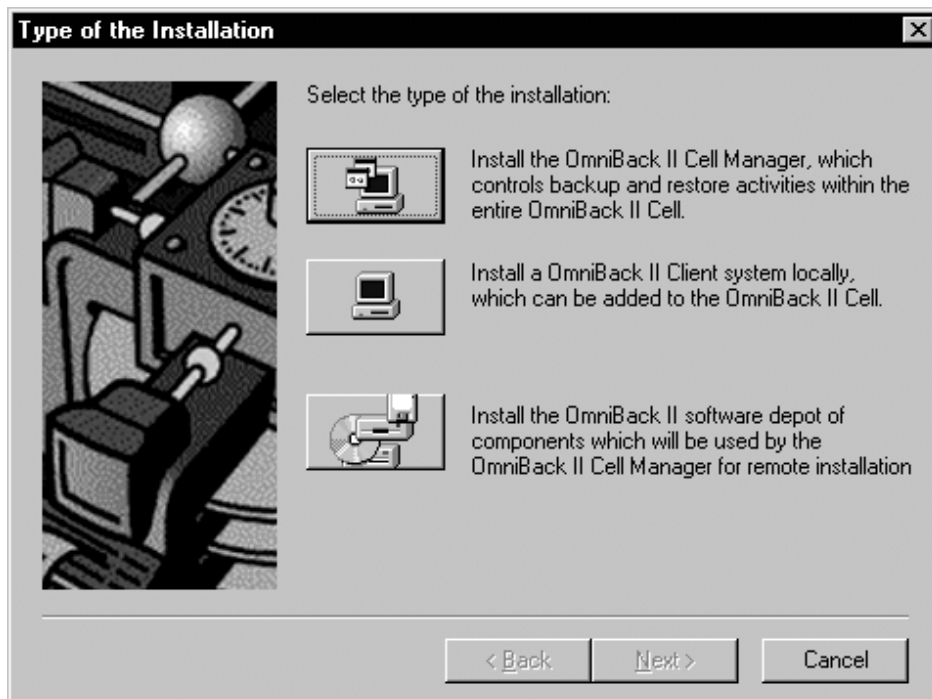 Type of the Installation
Select the type of the installation:
Install the OmniBack II Cell Manager, which
controls backup and restore activities within the
entire OmniBack II Cell.
Install a OmniBack II Client system locally,
which can be added to the OmniBack II Cell.
Install the OmniBack II software depot of
components which will be used by the
OmniBack II Cell Manager for remote installation
< Back
Next >
Cancel